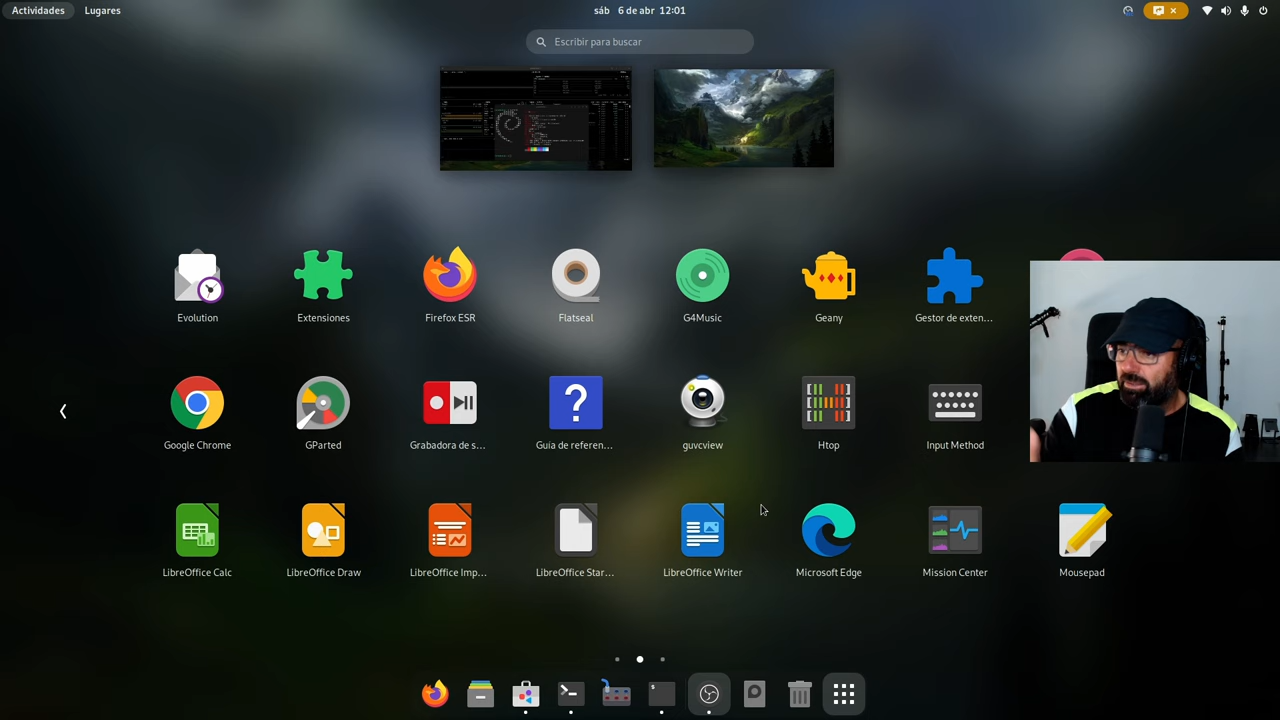 Actividades
Lugares
sáb 6 de abr 12:01
Escribir para buscar
Evolution
Extensiones
Firefox ESR
Flatseal
G4Music
Geany
Gestor de exten...
Google Chrome
GParted
Grabadora de s...
Guía de referen...
guvcview
Htop
Input Method
LibreOffice Calc
LibreOffice Draw
LibreOffice Imp...
LibreOffice Star...
LibreOffice Writer
Microsoft Edge
Mission Center
Mousepad